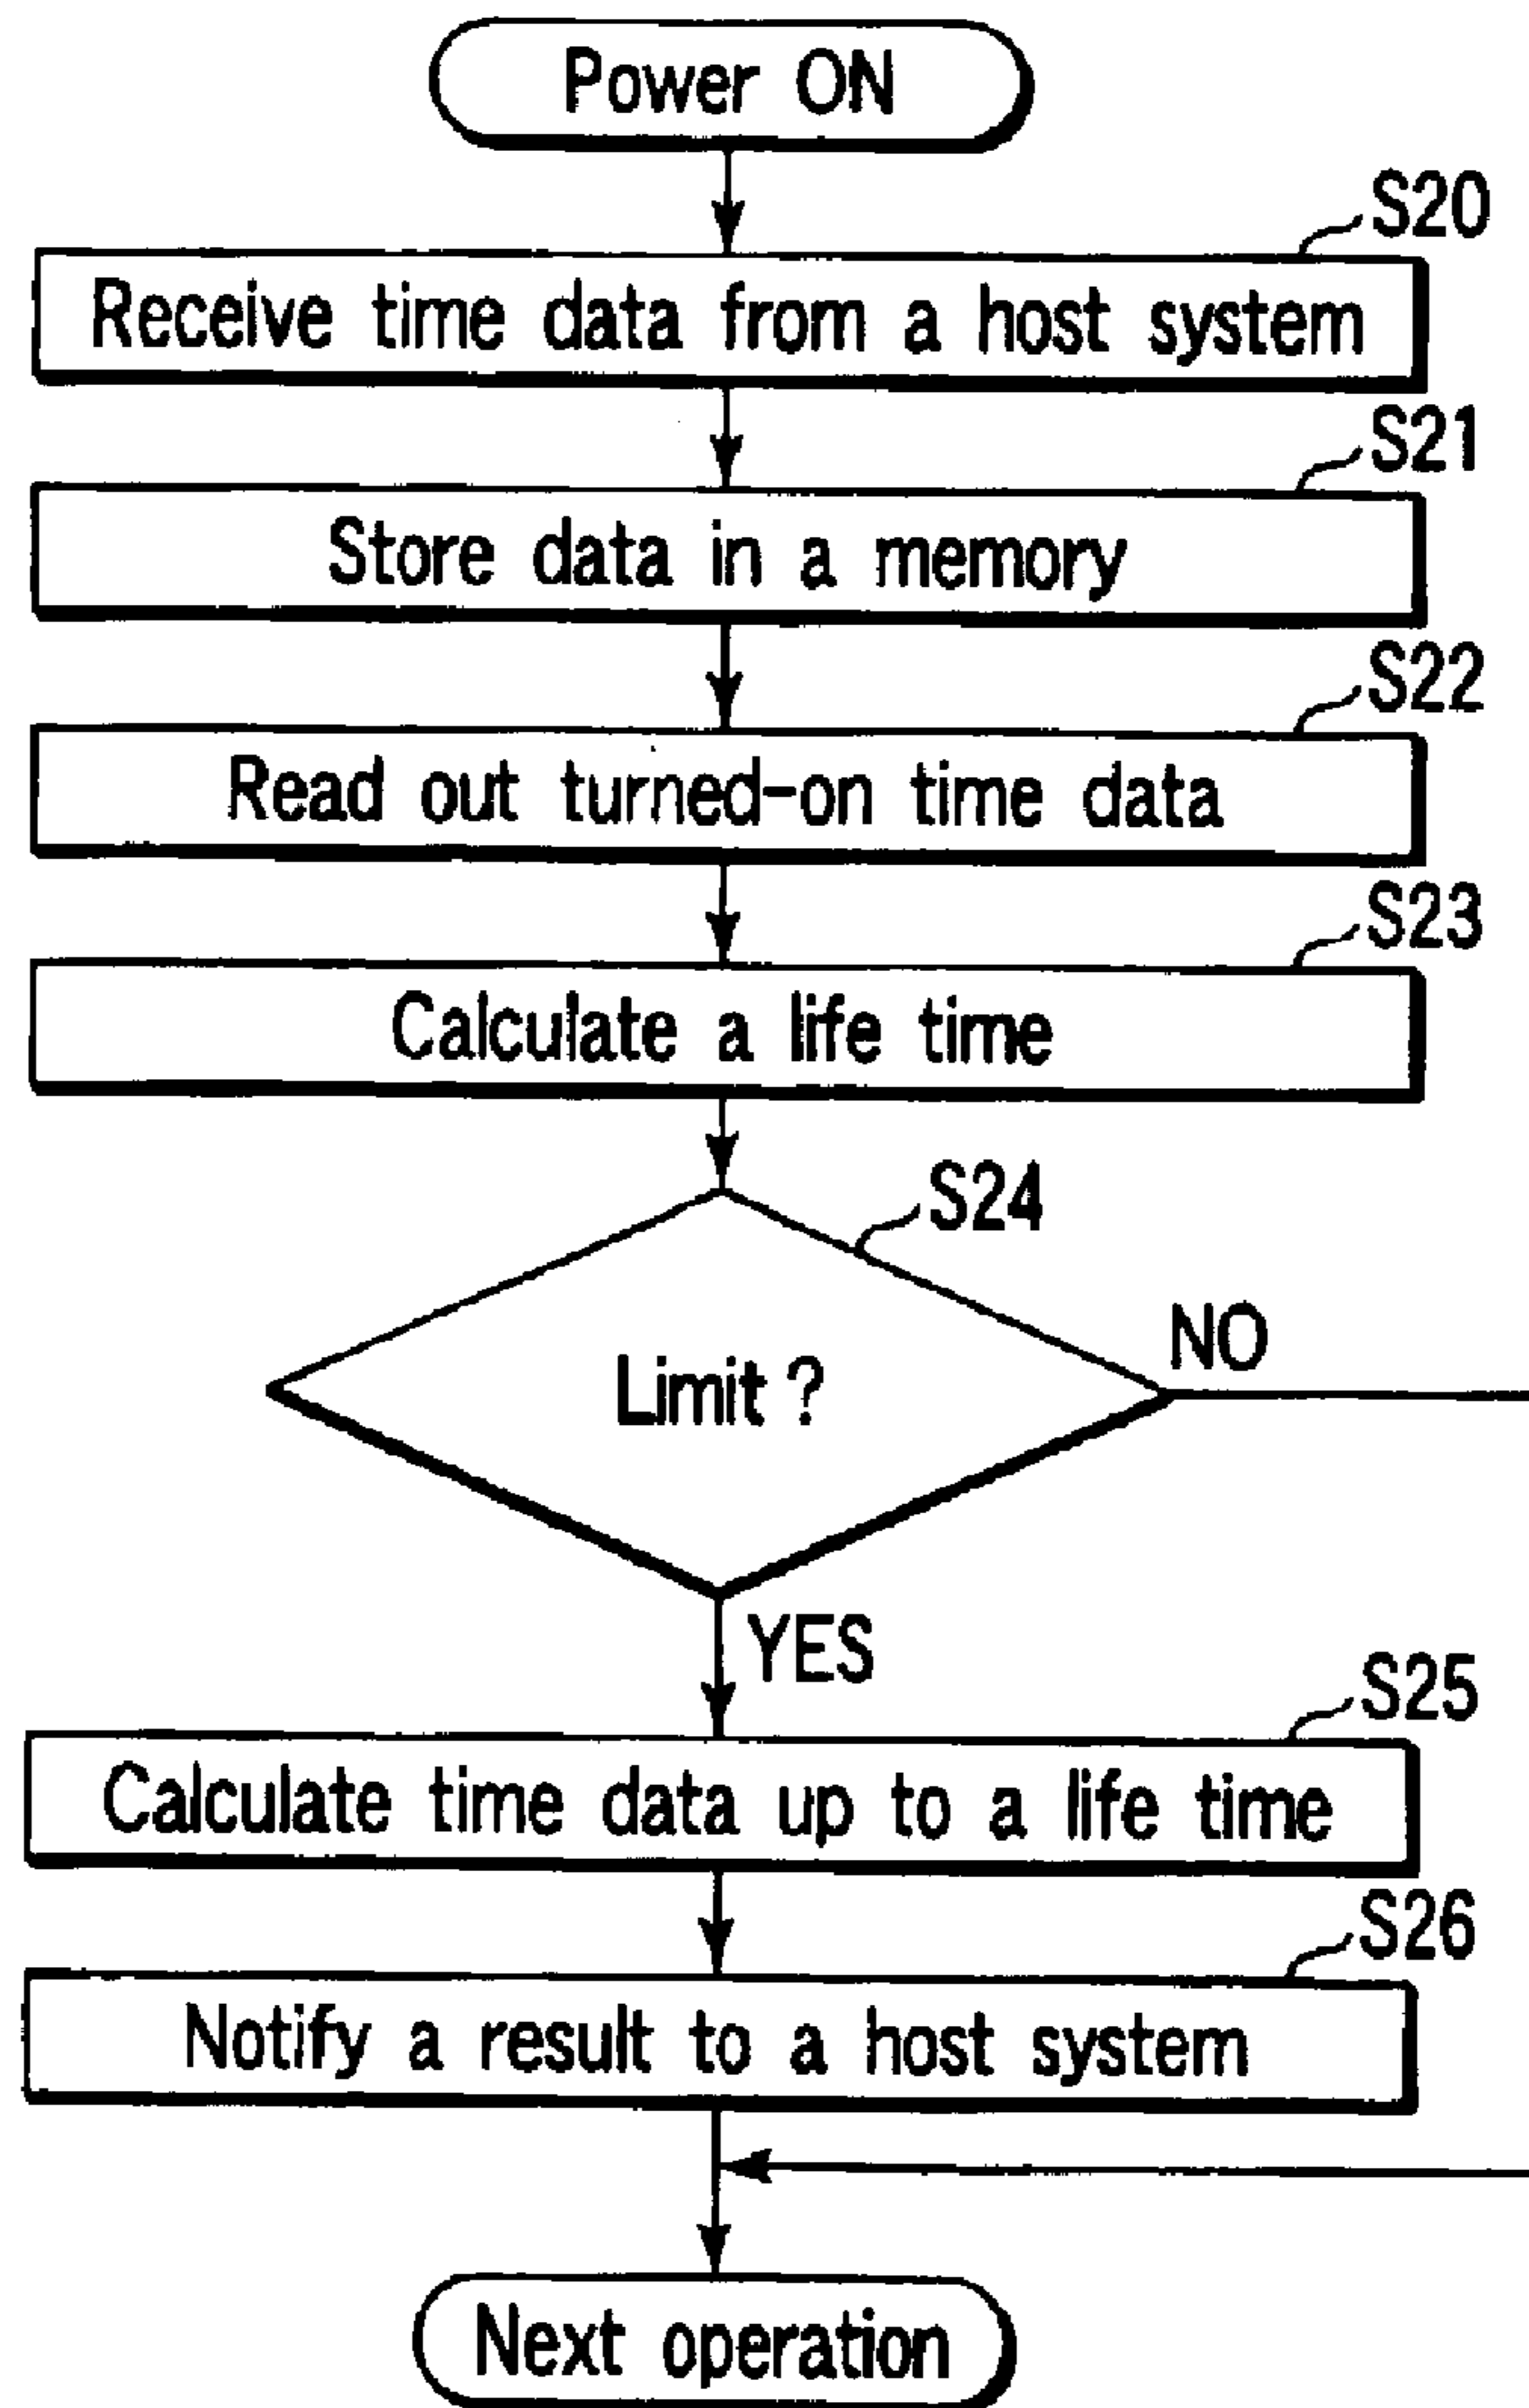 Power ON
S20
Receive time data from a host system
S21
Store data in a memory
S22
Read out turned-on time data
S23
Calculate a life time
S24
Limit ?
NO
YES
S25
Calculate time data up to a life time
S26
Notify a result to a host system
Next operation